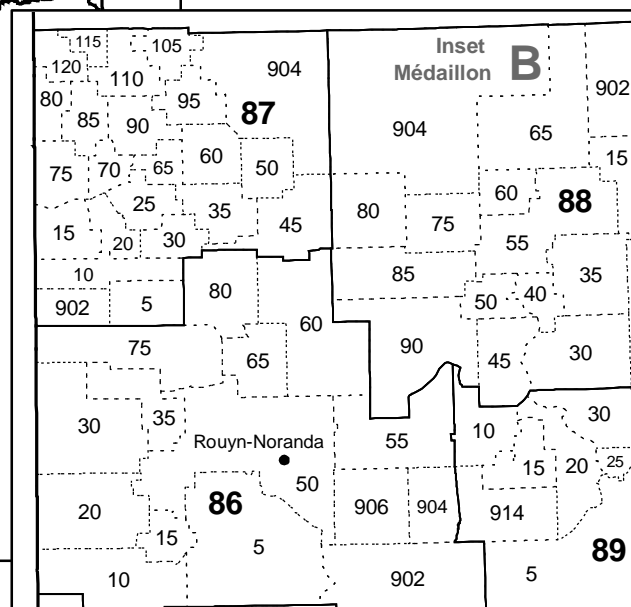 115 105
120 110 904
Inset
Médaillon B
80 95 902
85 90 87
904 65
75 70 65 60 50 15
60 88
25 35 80 75
15 20 30 45 55
10 85 35
902 5 80 50 40
60
75 65 90 45 30
30 35
Rouyn-Noranda 55 10 30
50 15 20 25
20 86 906 904 914
15 5 89
10 902 5